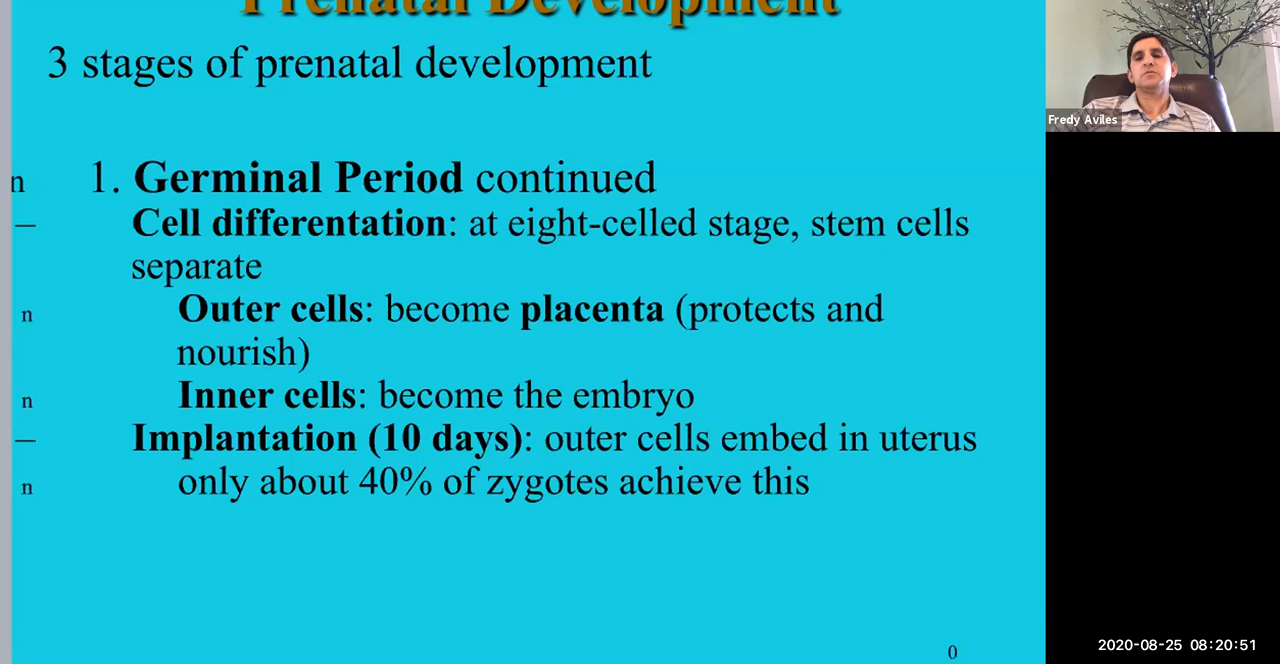 Prenatal Development
3 stages of prenatal development
n 1. Germinal Period continued
– Cell differentation: at eight-celled stage, stem cells
separate
n Outer cells: become placenta (protects and
nourish)
n Inner cells: become the embryo
– Implantation (10 days): outer cells embed in uterus
n only about 40% of zygotes achieve this
0
Fredy Aviles
2020-08-25 08:20:51